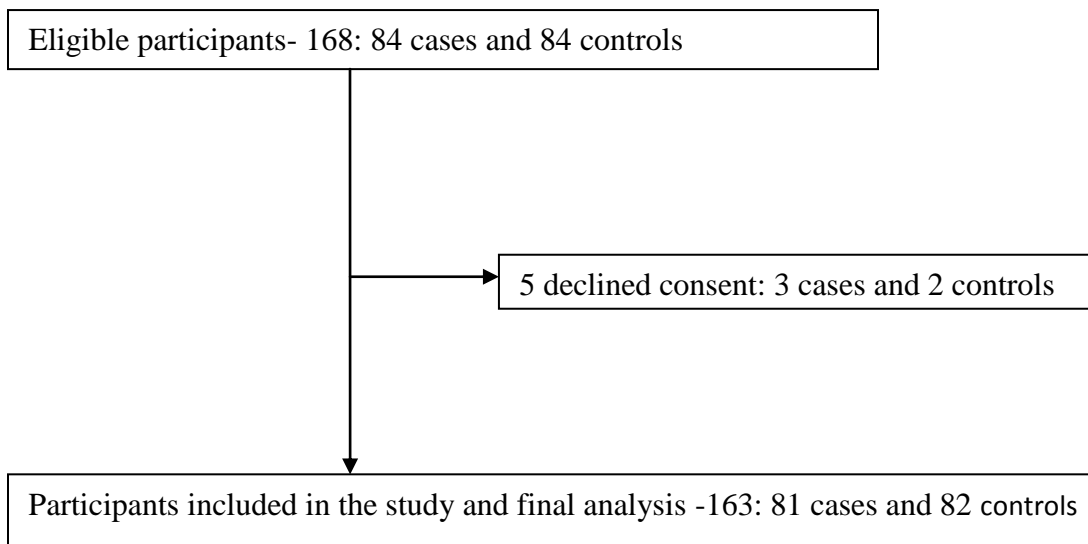 Eligible participants- 168: 84 cases and 84 controls
5 declined consent: 3 cases and 2 controls
Participants included in the study and final analysis -163: 81 cases and 82 controls